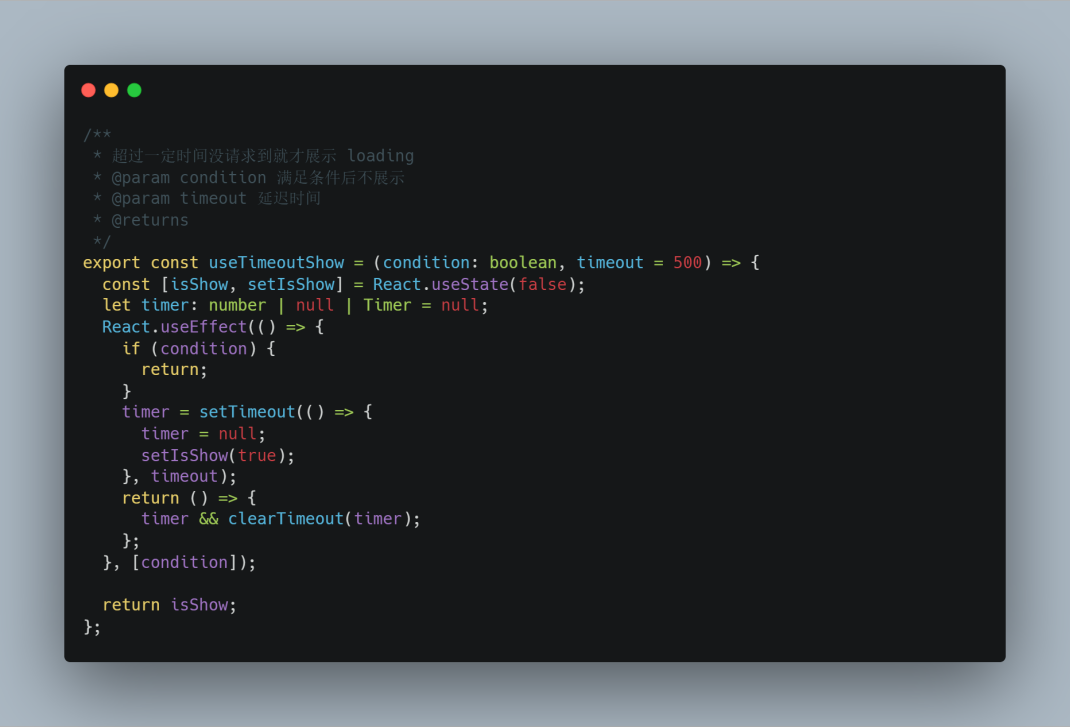 /**
 * 超过一定时间没请求到就才展示 loading
 * @param condition 满足条件后不展示
 * @param timeout 延迟时间
 * @returns
 */
export const useTimeoutShow = (condition: boolean, timeout = 500) => {
  const [isShow, setIsShow] = React.useState(false);
  let timer: number | null | Timer = null;
  React.useEffect(() => {
    if (condition) {
      return;
    }
    timer = setTimeout(() => {
      timer = null;
      setIsShow(true);
    }, timeout);
    return () => {
      timer && clearTimeout(timer);
    };
  }, [condition]);

  return isShow;
};